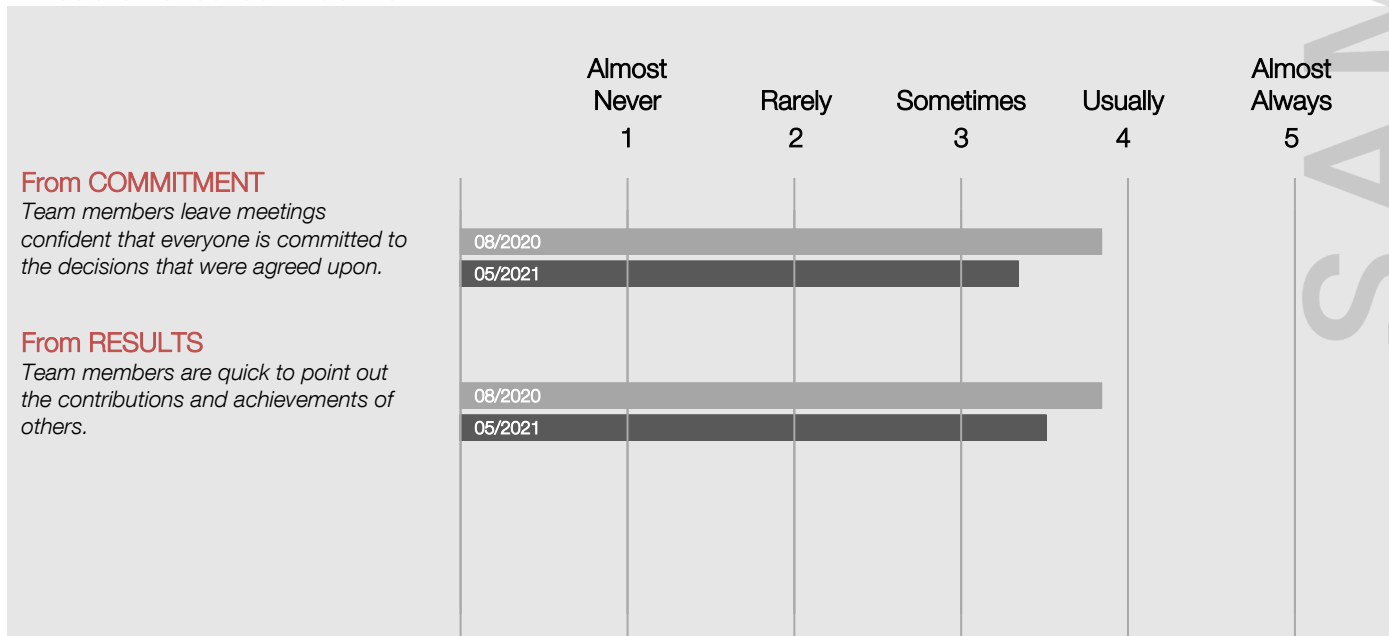 Almost
Never
1
Rarely
2
Sometimes
3
Usually
4
Almost
Always
5
From COMMITMENT
Team members leave meetings
confident that everyone is committed to
the decisions that were agreed upon.
08/2020
05/2021
From RESULTS
Team members are quick to point out
the contributions and achievements of
others.
08/2020
05/2021
SA